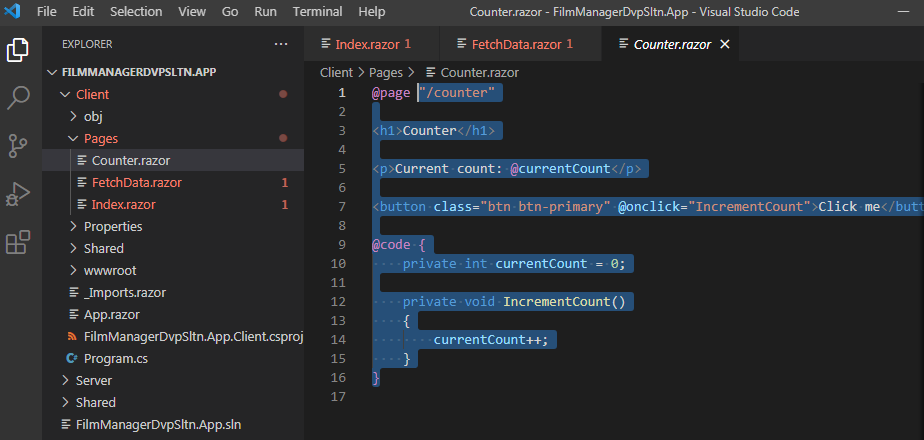 File Edit Selection View Go Run Terminal Help Counter.razor - FilmManagerDvpSltn.App - Visual Studio Code
EXPLORER
FILMMANAGERDVPSLTN.APP
Client
obj
Pages
Counter.razor
FetchData.razor 1
Index.razor 1
Properties
Shared
wwwroot
_Imports.razor
App.razor
FilmManagerDvpSltn.App.Client.csproj
Program.cs
Server
Shared
FilmManagerDvpSltn.App.sln
Index.razor 1 FetchData.razor 1 Counter.razor
Client > Pages > Counter.razor
1 @page "/counter"
2
3 <h1>Counter</h1>
4
5 <p>Current count: @currentCount</p>
6
7 <button class="btn btn-primary" @onclick="IncrementCount">Click me</butt
8
9 @code {
10 private int currentCount = 0;
11
12 private void IncrementCount()
13 {
14 currentCount++;
15 }
16 }
17